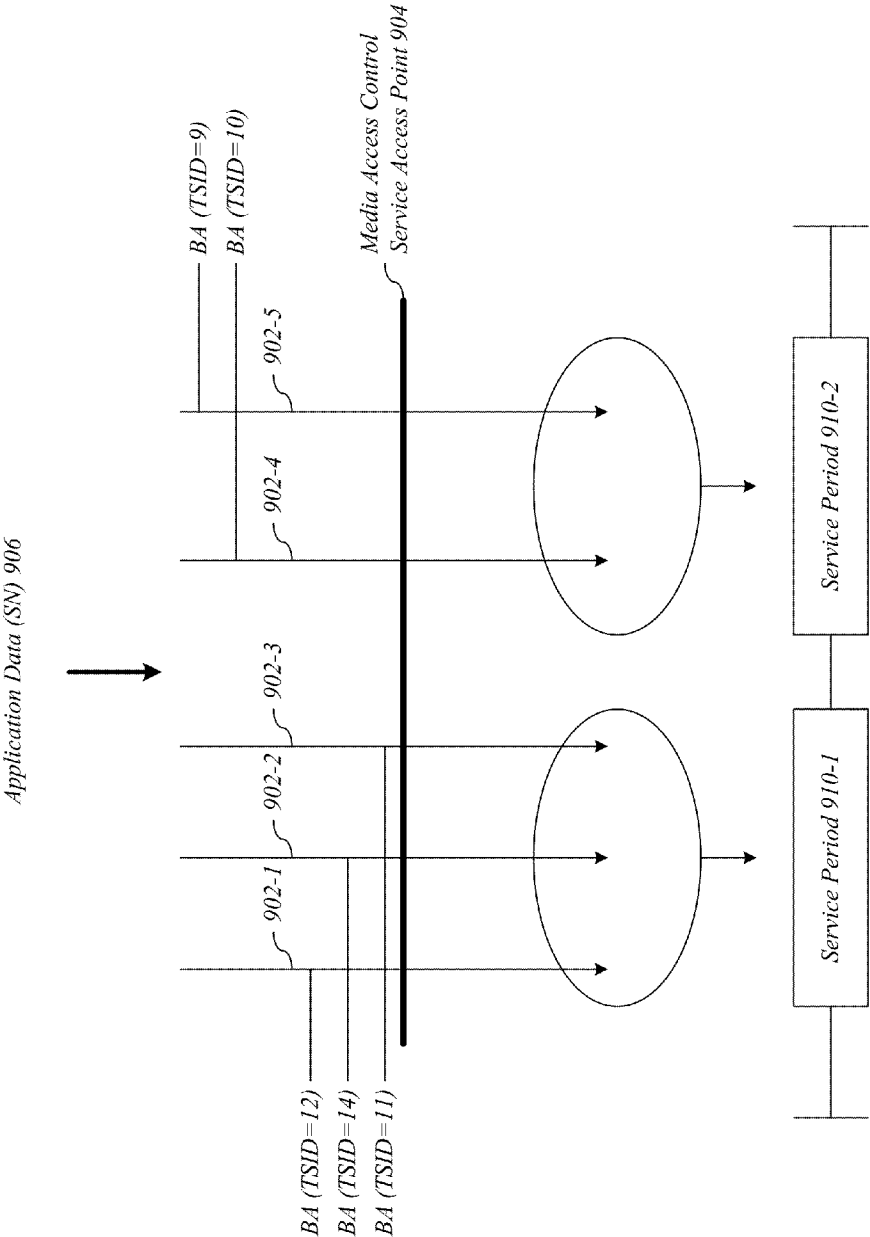 Application Data (SN) 906
BA (TSID=9)
BA (TSID=10)
Media Access Control
Service Access Point 904
902-1
902-2
902-3
902-4
902-5
BA (TSID=12)
BA (TSID=14)
BA (TSID=11)
Service Period 910-1
Service Period 910-2